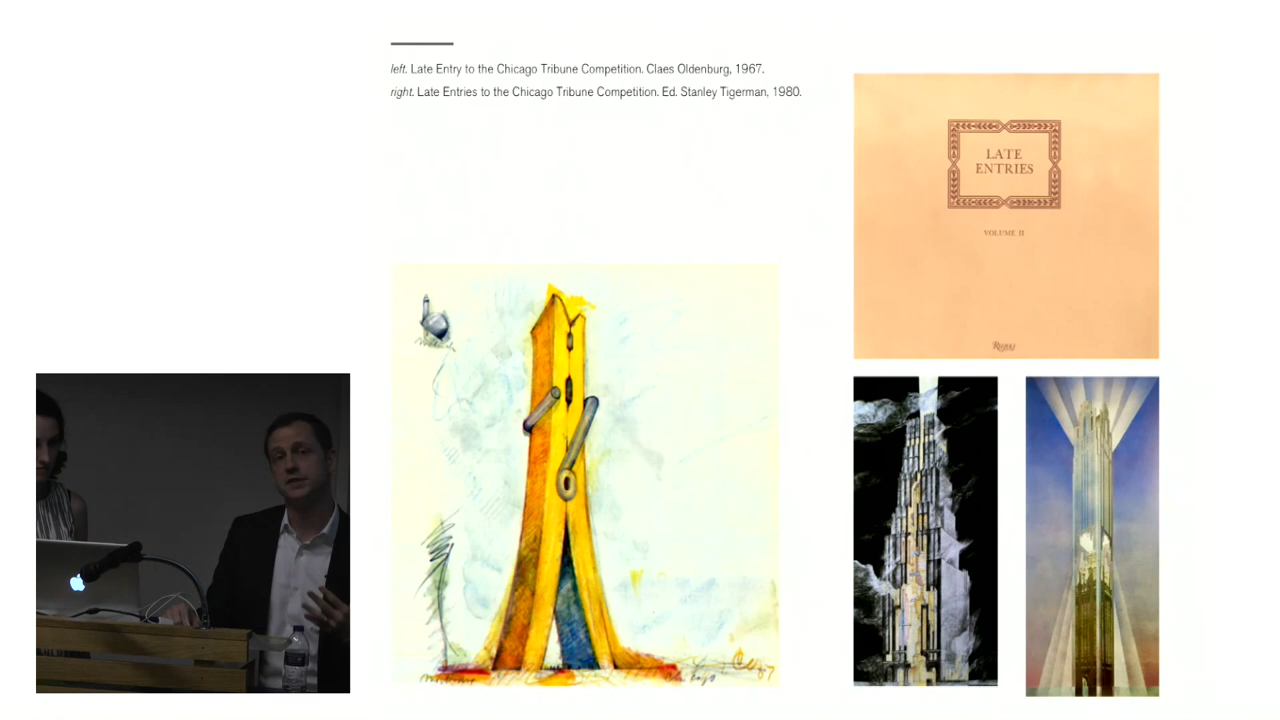 left. Late Entry to the Chicago Tribune Competition. Claes Oldenburg, 1967.
right. Late Entries to the Chicago Tribune Competition. Ed. Stanley Tigerman, 1980.
LATE
ENTRIES
VOLUME II